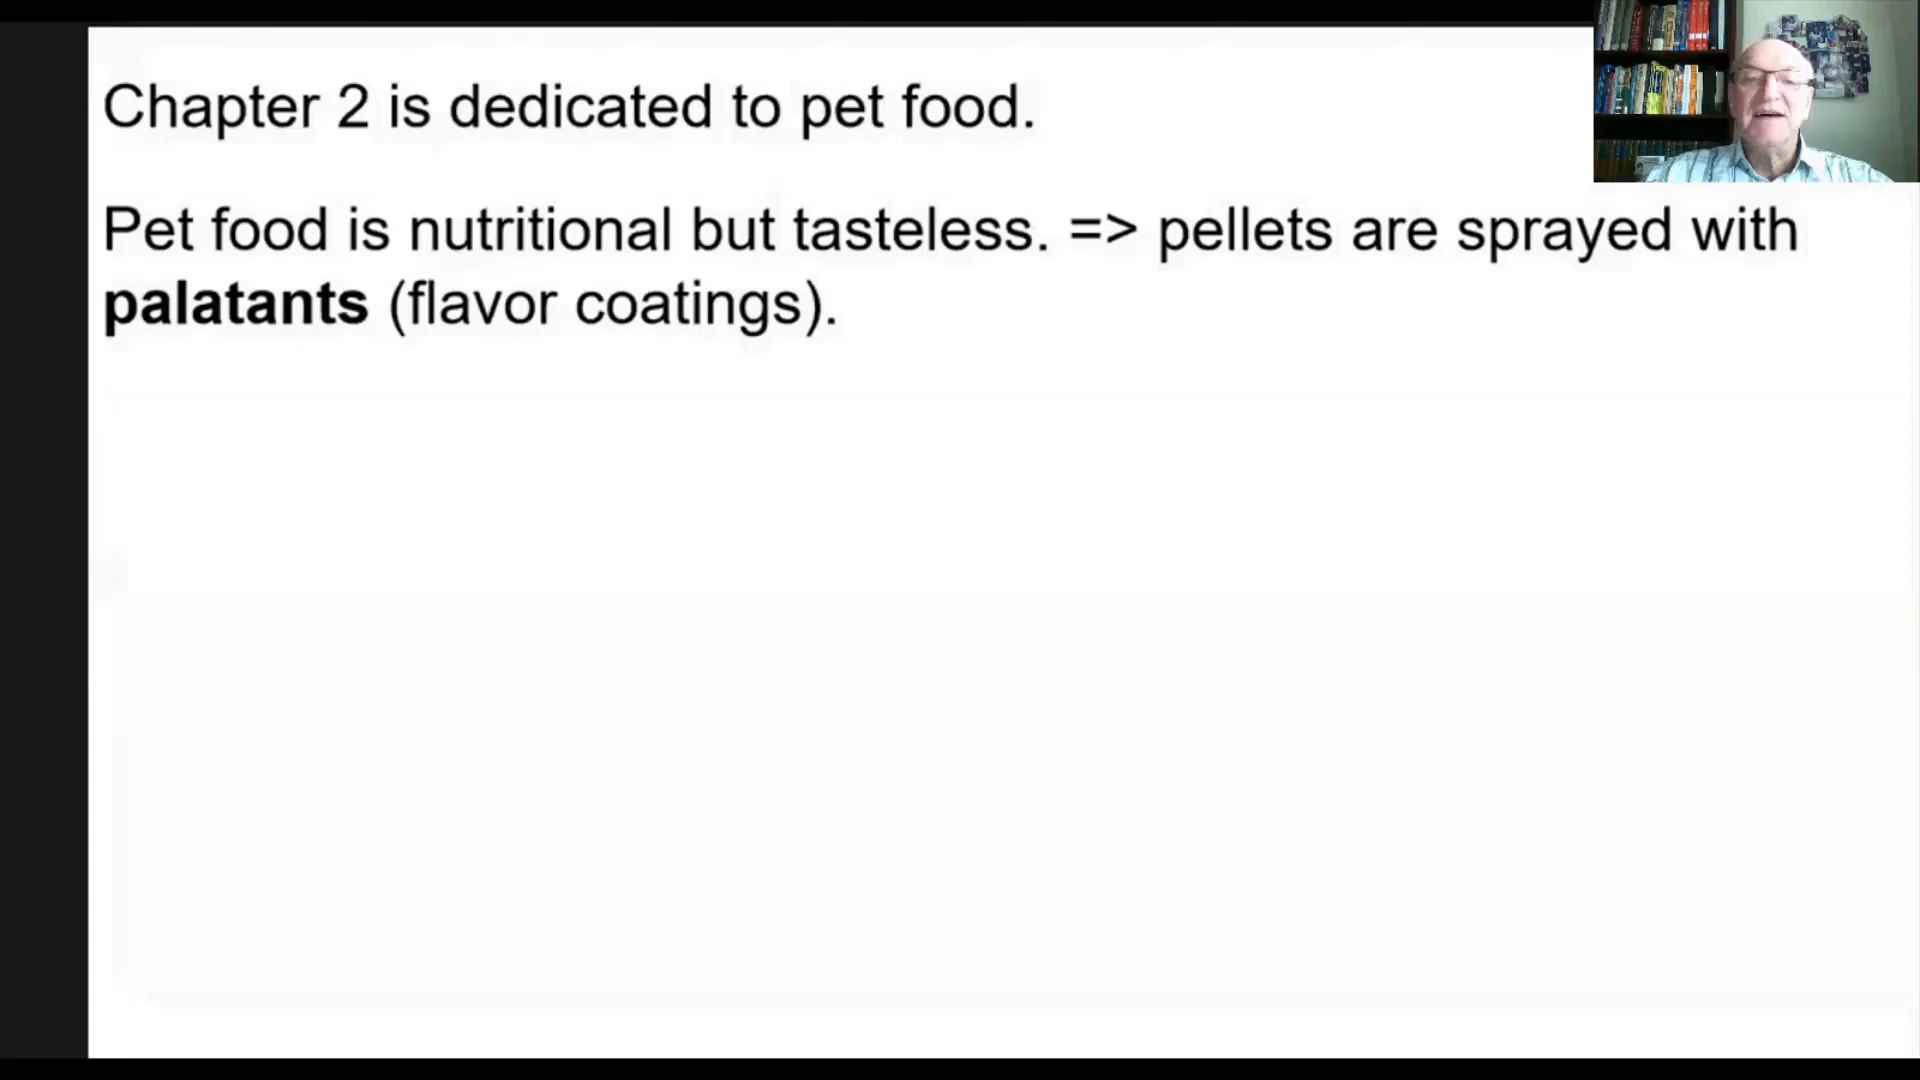 Chapter 2 is dedicated to pet food.
Pet food is nutritional but tasteless. => pellets are sprayed with
palatants (flavor coatings).